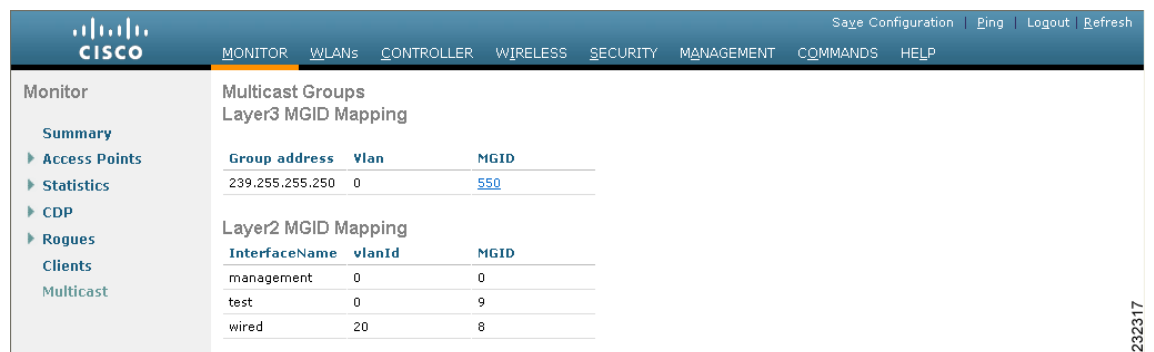 Save Configuration | Ping | Logout | Refresh
CISCO
MONITOR WLANs CONTROLLER WIRELESS SECURITY MANAGEMENT COMMANDS HELP
Monitor
Summary
Access Points
Statistics
CDP
Rogues
Clients
Multicast
Multicast Groups
Layer3 MGID Mapping
Group address Vlan MGID
239.255.255.250 0 550
Layer2 MGID Mapping
InterfaceName vlanId MGID
management 0 0
test 0 9
wired 20 8
232317